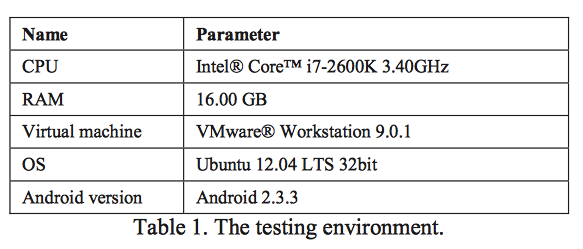 Name Parameter
CPU Intel® Core™ i7-2600K 3.40GHz
RAM 16.00 GB
Virtual machine VMware® Workstation 9.0.1
OS Ubuntu 12.04 LTS 32bit
Android version Android 2.3.3
Table 1. The testing environment.